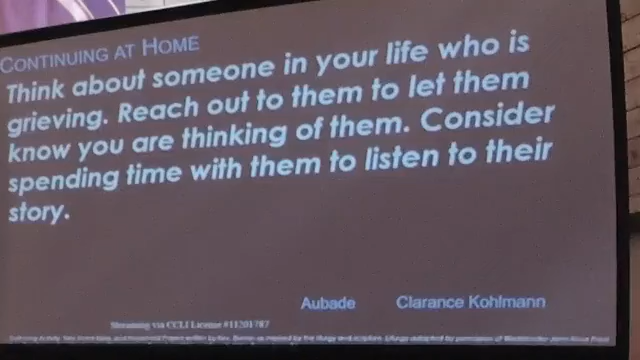 CONTINUING AT HOME
Think about someone in your life who is
grieving. Reach out to them to let them
know you are thinking of them. Consider
spending time with them to listen to their
story.
Aubade Clarance Kohlmann
Streaming via CCLI License #11201787